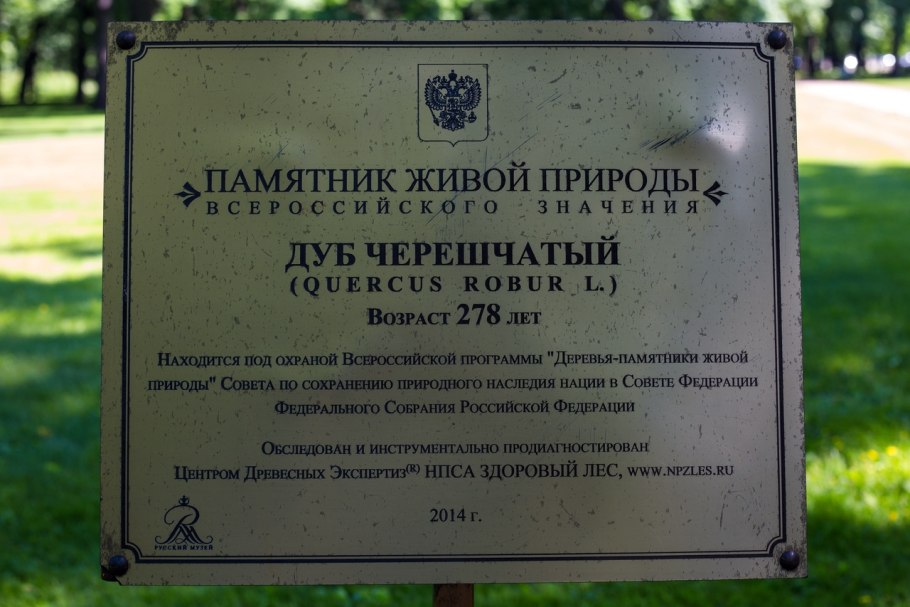 ПАМЯТНИК ЖИВОЙ ПРИРОДЫ
ВСЕРОССИЙСКОГО ЗНАЧЕНИЯ
ДУБ ЧЕРЕШЧАТЫЙ
(QUERCUS ROBUR L.)
ВОЗРАСТ 278 ЛЕТ
НАХОДИТСЯ ПОД ОХРАНОЙ ВСЕРОССИЙСКОЙ ПРОГРАММЫ "ДЕРЕВЬЯ-ПАМЯТНИКИ ЖИВОЙ
ПРИРОДЫ" СОВЕТА ПО СОХРАНЕНИЮ ПРИРОДНОГО НАСЛЕДИЯ НАЦИИ В СОВЕТЕ ФЕДЕРАЦИИ
ФЕДЕРАЛЬНОГО СОБРАНИЯ РОССИЙСКОЙ ФЕДЕРАЦИИ
ОБСЛЕДОВАН И ИНСТРУМЕНТАЛЬНО ПРОДИАГНОСТИРОВАН
ЦЕНТРОМ ДРЕВЕСНЫХ ЭКСПЕРТИЗ(R) НПСА ЗДОРОВЫЙ ЛЕС, WWW.NPZLES.RU
2014 г.
РУССКИЙ МУЗЕЙ